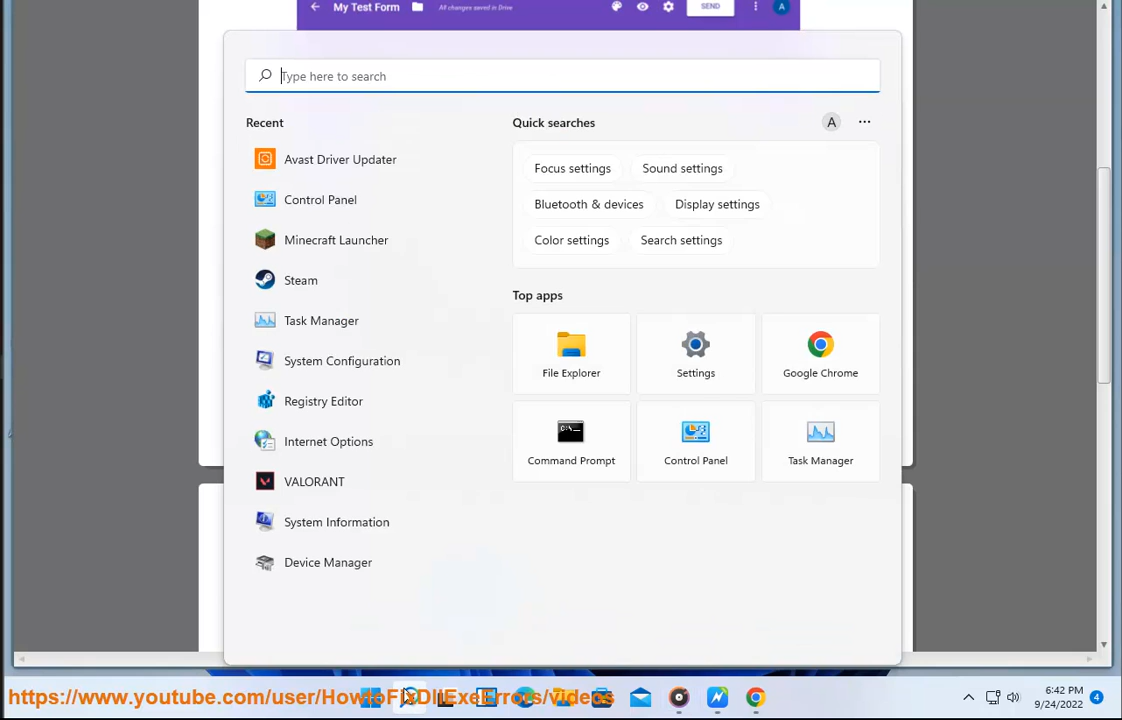 My Test Form
All changes saved in Drive
SEND
A
Type here to search
Recent
Quick searches
A
Avast Driver Updater
Control Panel
Minecraft Launcher
Steam
Task Manager
System Configuration
Registry Editor
Internet Options
VALORANT
System Information
Device Manager
Focus settings
Sound settings
Bluetooth & devices
Display settings
Color settings
Search settings
Top apps
File Explorer
Settings
Google Chrome
Command Prompt
Control Panel
Task Manager
https://www.youtube.com/user/HowtoFixDllExeErrors/videos
6:42 PM
9/24/2022
4